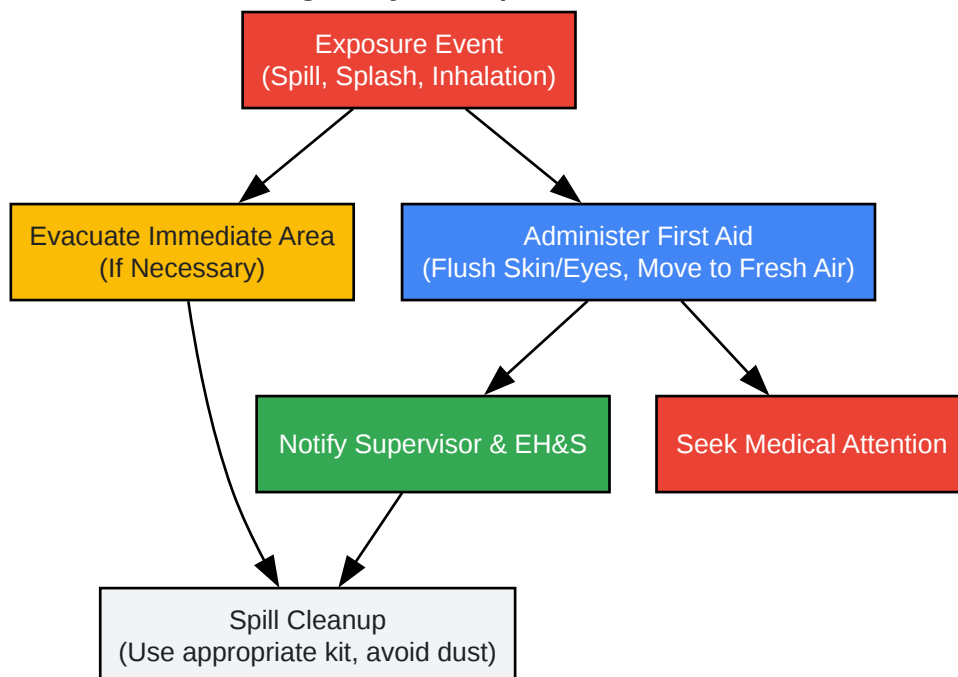 Exposure Event
(Spill, Splash, Inhalation)
Evacuate Immediate Area
(If Necessary)
Administer First Aid
(Flush Skin/Eyes, Move to Fresh Air)
Notify Supervisor & EH&S
Seek Medical Attention
Spill Cleanup
(Use appropriate kit, avoid dust)